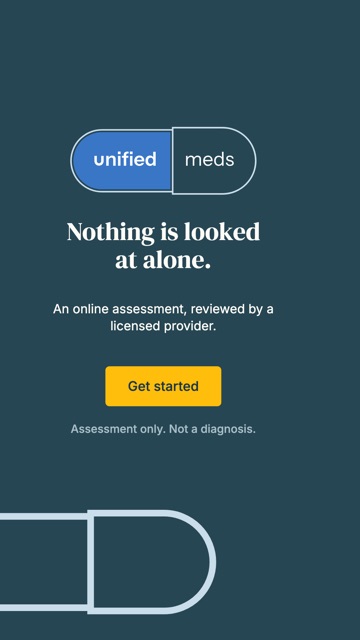 unified meds
Nothing is looked
at alone.
An online assessment, reviewed by a
licensed provider.
Get started
Assessment only. Not a diagnosis.